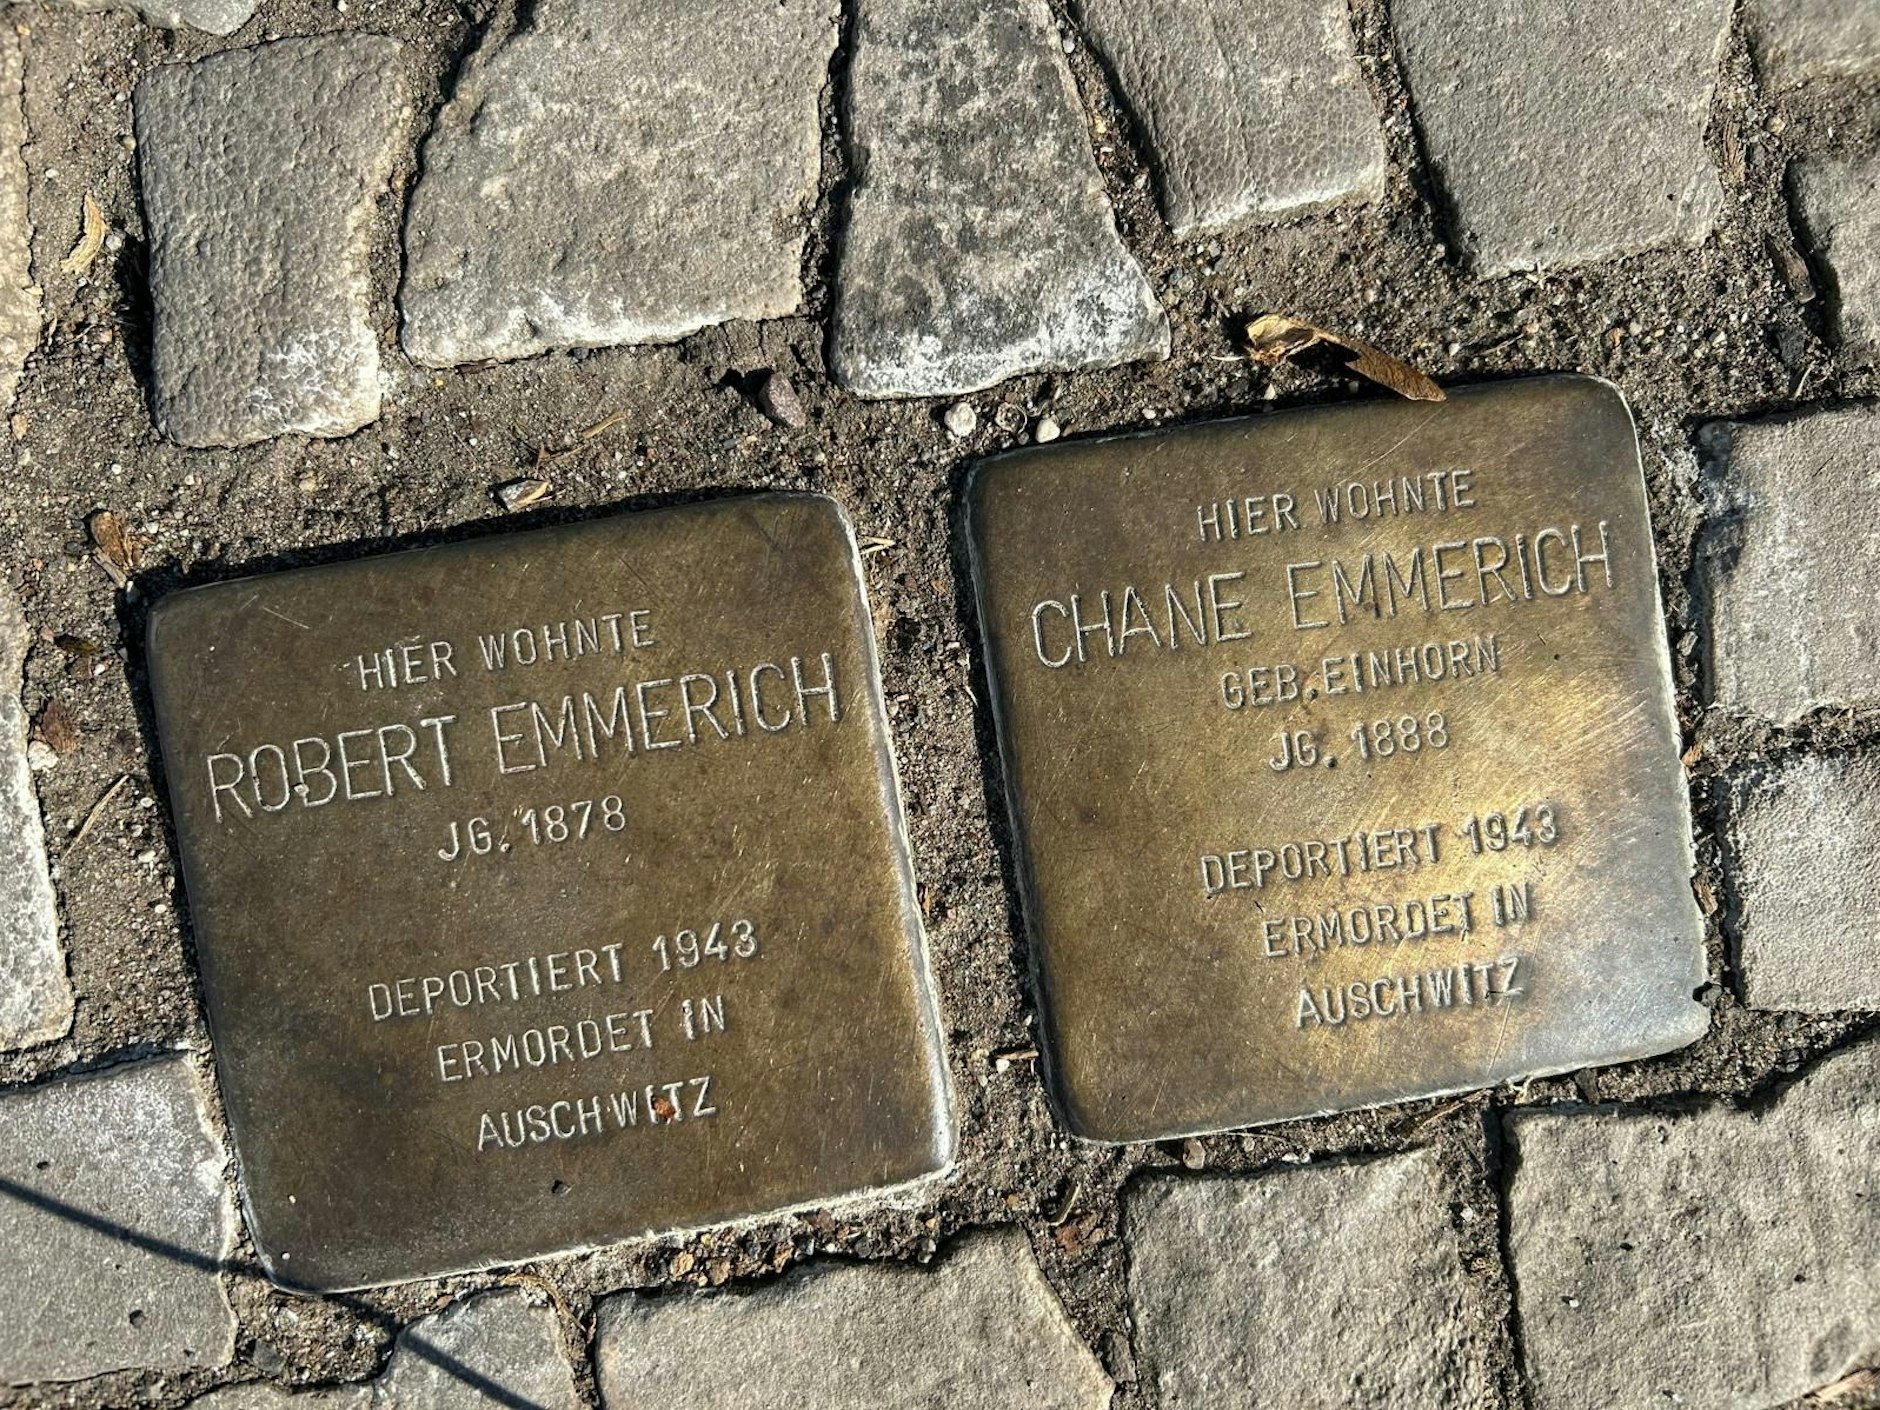 HIER WOHNTE
ROBERT EMMERICH
JG. 1878
DEPORTIERT 1943
ERMORDET IN
AUSCHWITZ
HIER WOHNTE
CHANE EMMERICH
GEB. EINHORN
JG. 1888
DEPORTIERT 1943
ERMORDET IN
AUSCHWITZ